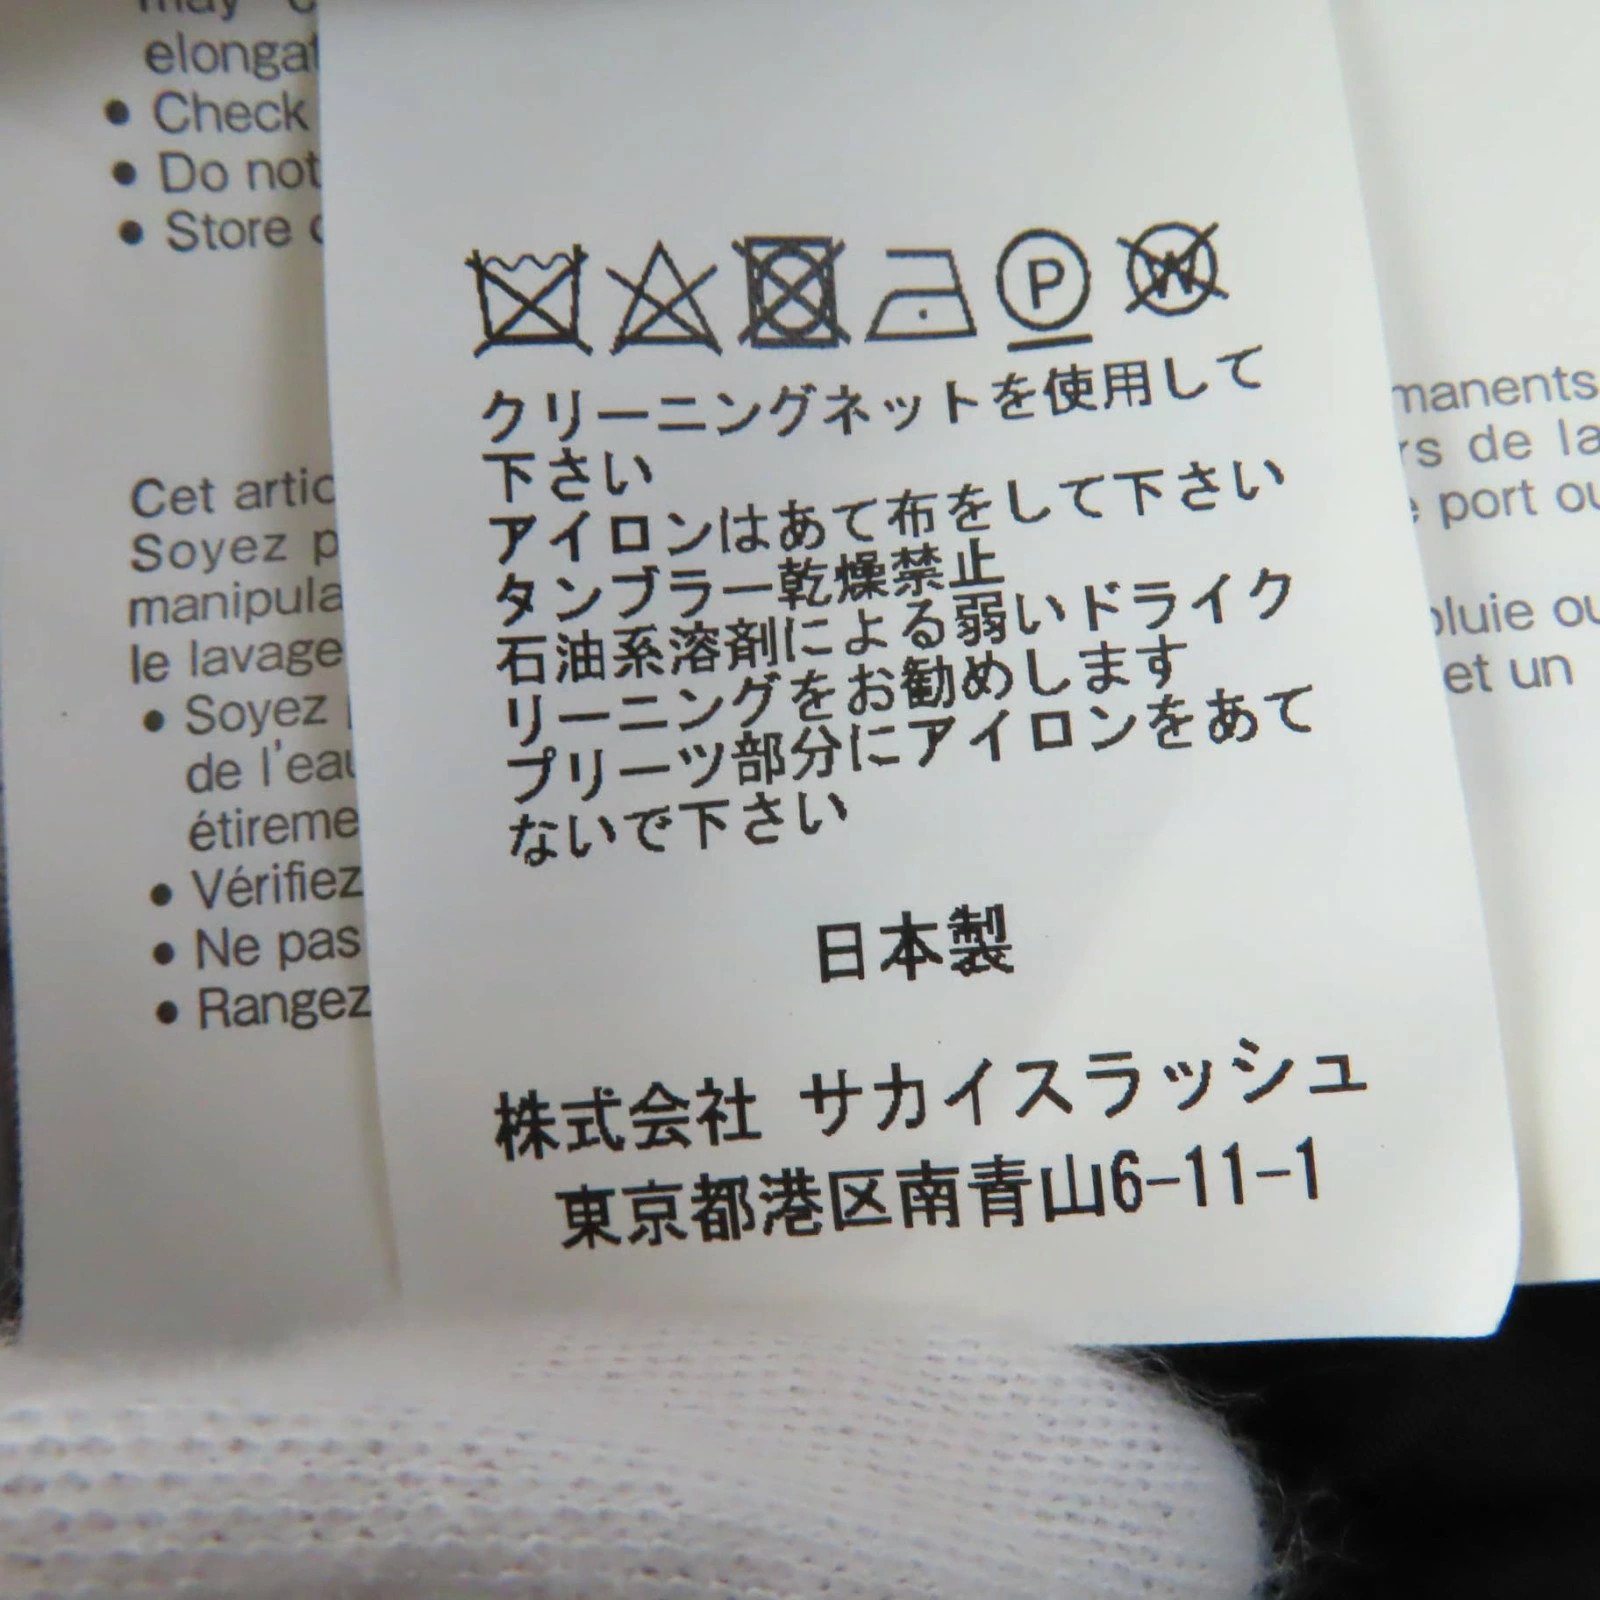 elongat
• Check
• Do not
• Store
Cet artic
Soyez p
manipula
le lavage
• Soyez
de l'eau
étireme
• Vérifiez
• Ne pas
• Rangez
P
W
クリーニングネットを使用して
下さい
アイロンはあて布をして下さい
タンブラー乾燥禁止
石油系溶剤による弱いドライク
リーニングをお勧めします
プリーツ部分にアイロンをあて
ないで下さい
日本製
株式会社 サカイスラッシュ
東京都港区南青山6-11-1
manents
rs de la
e port ou
pluie ou
et un